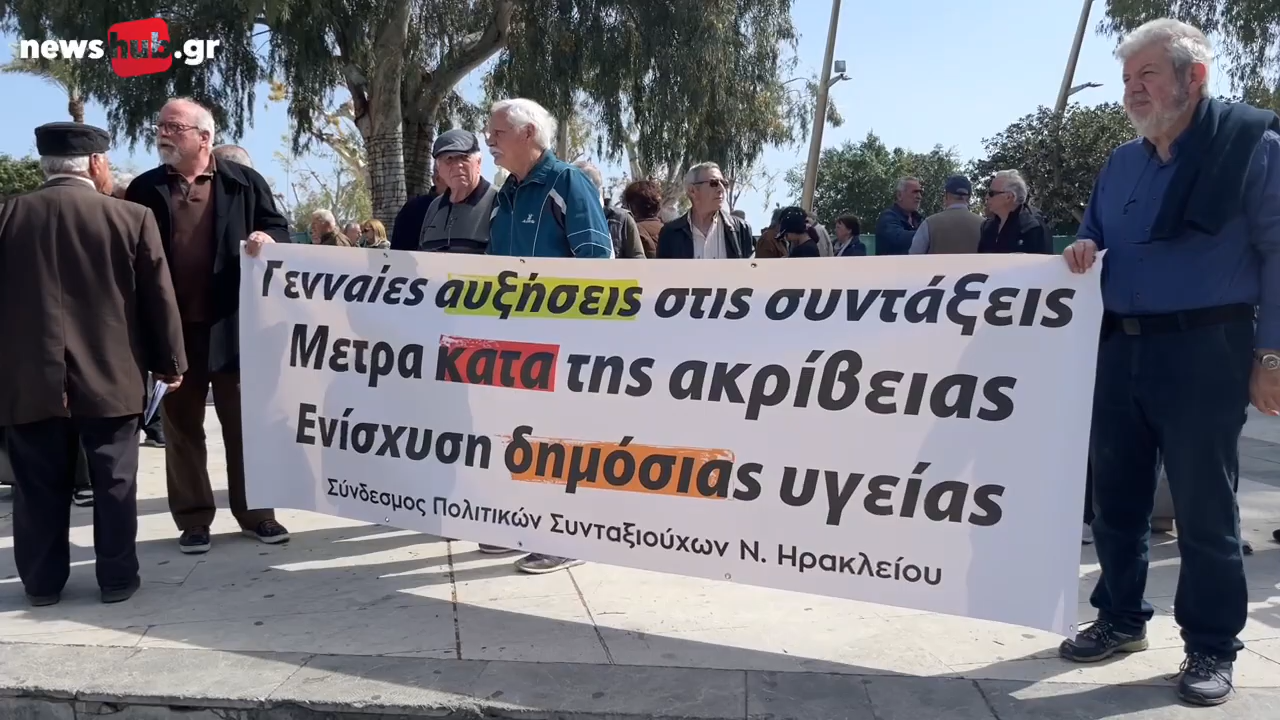 newshub.gr
Γενναίες αυξήσεις στις συντάξεις
Μετρα κατα της ακρίβειας
Ενίσχυση δημόσιας υγείας
Σύνδεσμος Πολιτικών Συνταξιούχων Ν. Ηρακλείου